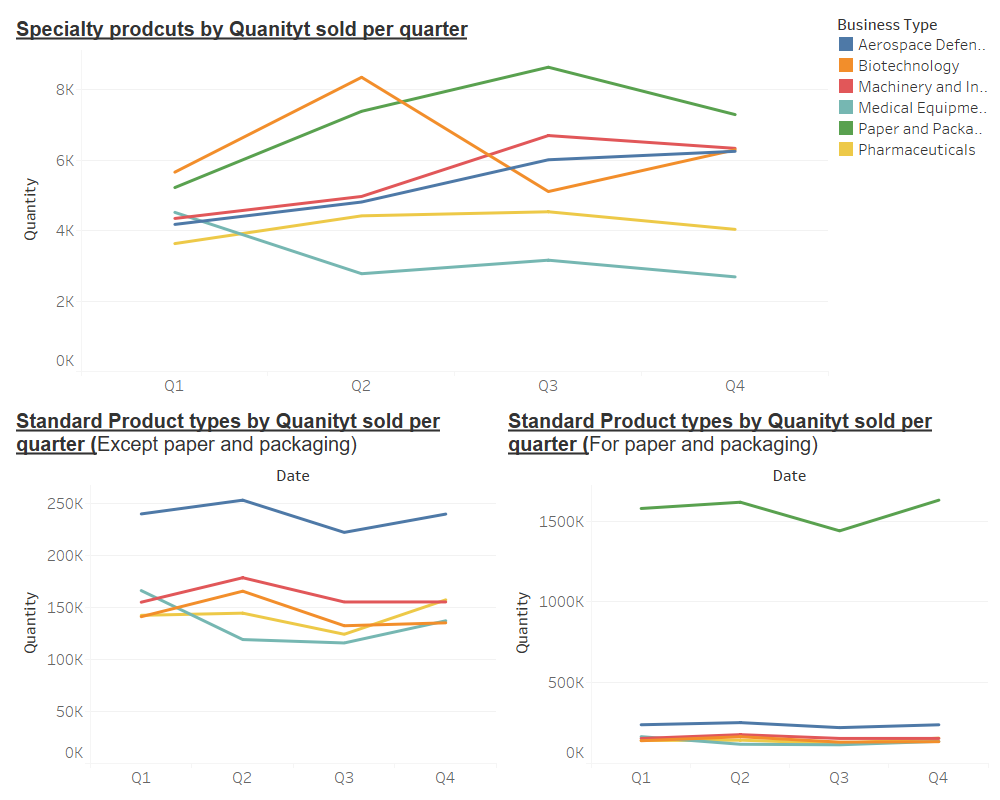 Specialty prodcuts by Quanityt sold per quarter
Business Type
Aerospace Defen..
Biotechnology
Machinery and In..
Medical Equipme..
Paper and Packa..
Pharmaceuticals
8K
6K
4K
2K
0K
Quantity
Q1 Q2 Q3 Q4
Standard Product types by Quanityt sold per
quarter (Except paper and packaging)
Date
250K
200K
150K
100K
50K
0K
Quantity
Q1 Q2 Q3 Q4
Standard Product types by Quanityt sold per
quarter (For paper and packaging)
Date
1500K
1000K
500K
0K
Quantity
Q1 Q2 Q3 Q4